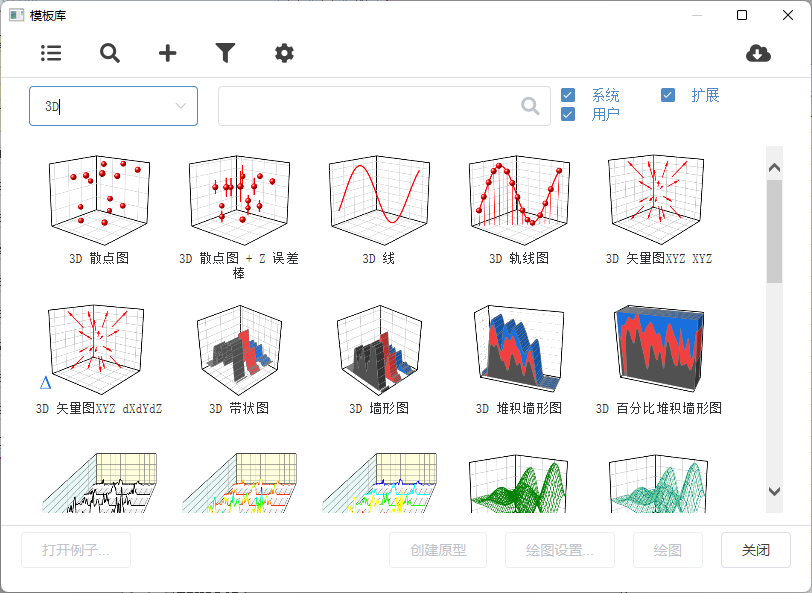 模板库
3D
系统
扩展
用户
3D 散点图
3D 散点图 + Z 误差
棒
3D 线
3D 轨线图
3D 矢量图XYZ XYZ
3D 矢量图XYZ dXdYdZ
3D 带状图
3D 墙形图
3D 堆积墙形图
3D 百分比堆积墙形图
打开例子...
创建原型
绘图设置...
绘图
关闭